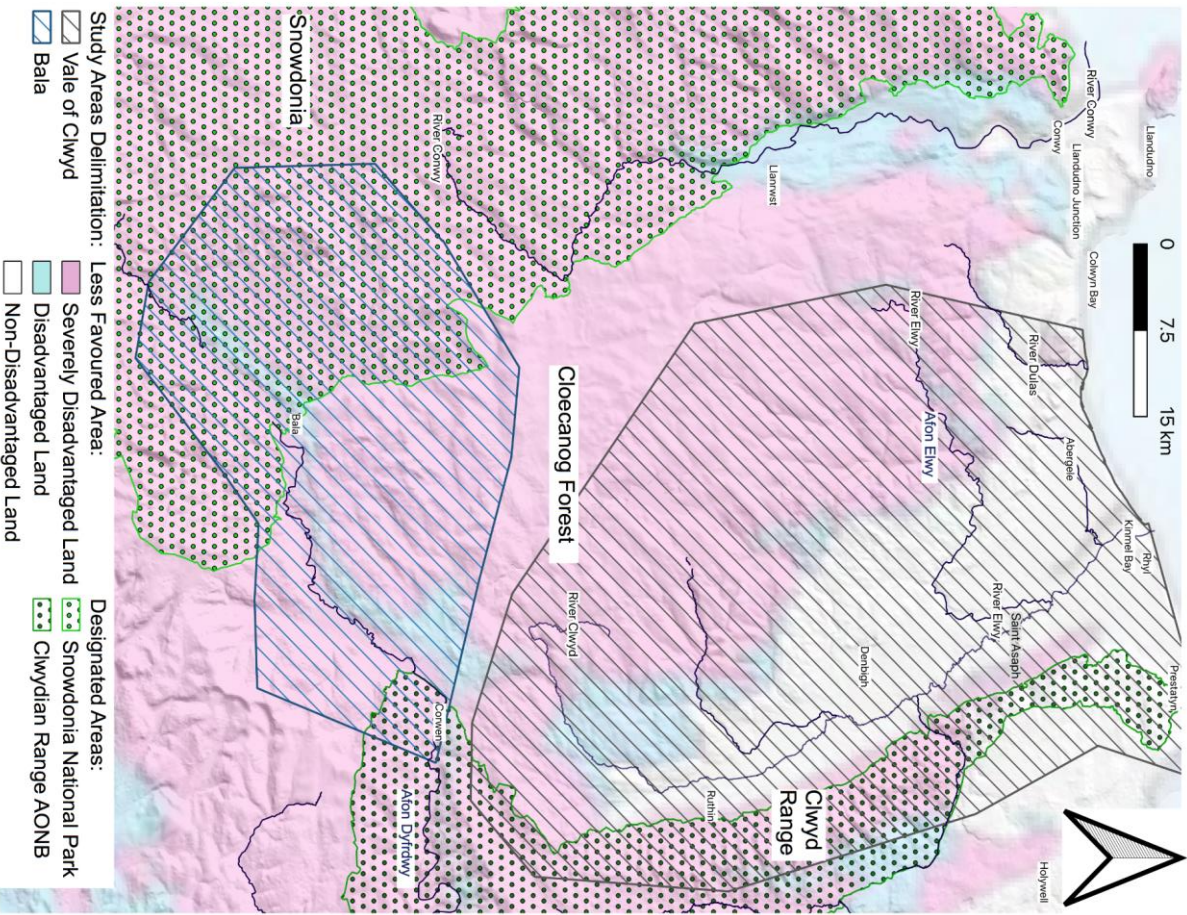 Prestatyn
0 7.5 15 km
Llandudno
Rhyl
Kinmel Bay
River Conwy
Colwyn Bay
Llandudno Junction
Abergele
Conwy
Holywell
River Dulas
Saint Asaph
River Elwy
Afon Elwy
River Elwy
Denbigh
Clwyd
Range
Llanrwst
Ruthin
River Clwyd
Cloecanog Forest
River Conwy
Corwen
Afon Dyfrdwy
Snowdonia
Bala
Study Areas Delimitation:
Vale of Clwyd
Bala
Less Favoured Area:
Severely Disadvantaged Land
Disadvantaged Land
Non-Disadvantaged Land
Designated Areas:
Snowdonia National Park
Clwydian Range AONB